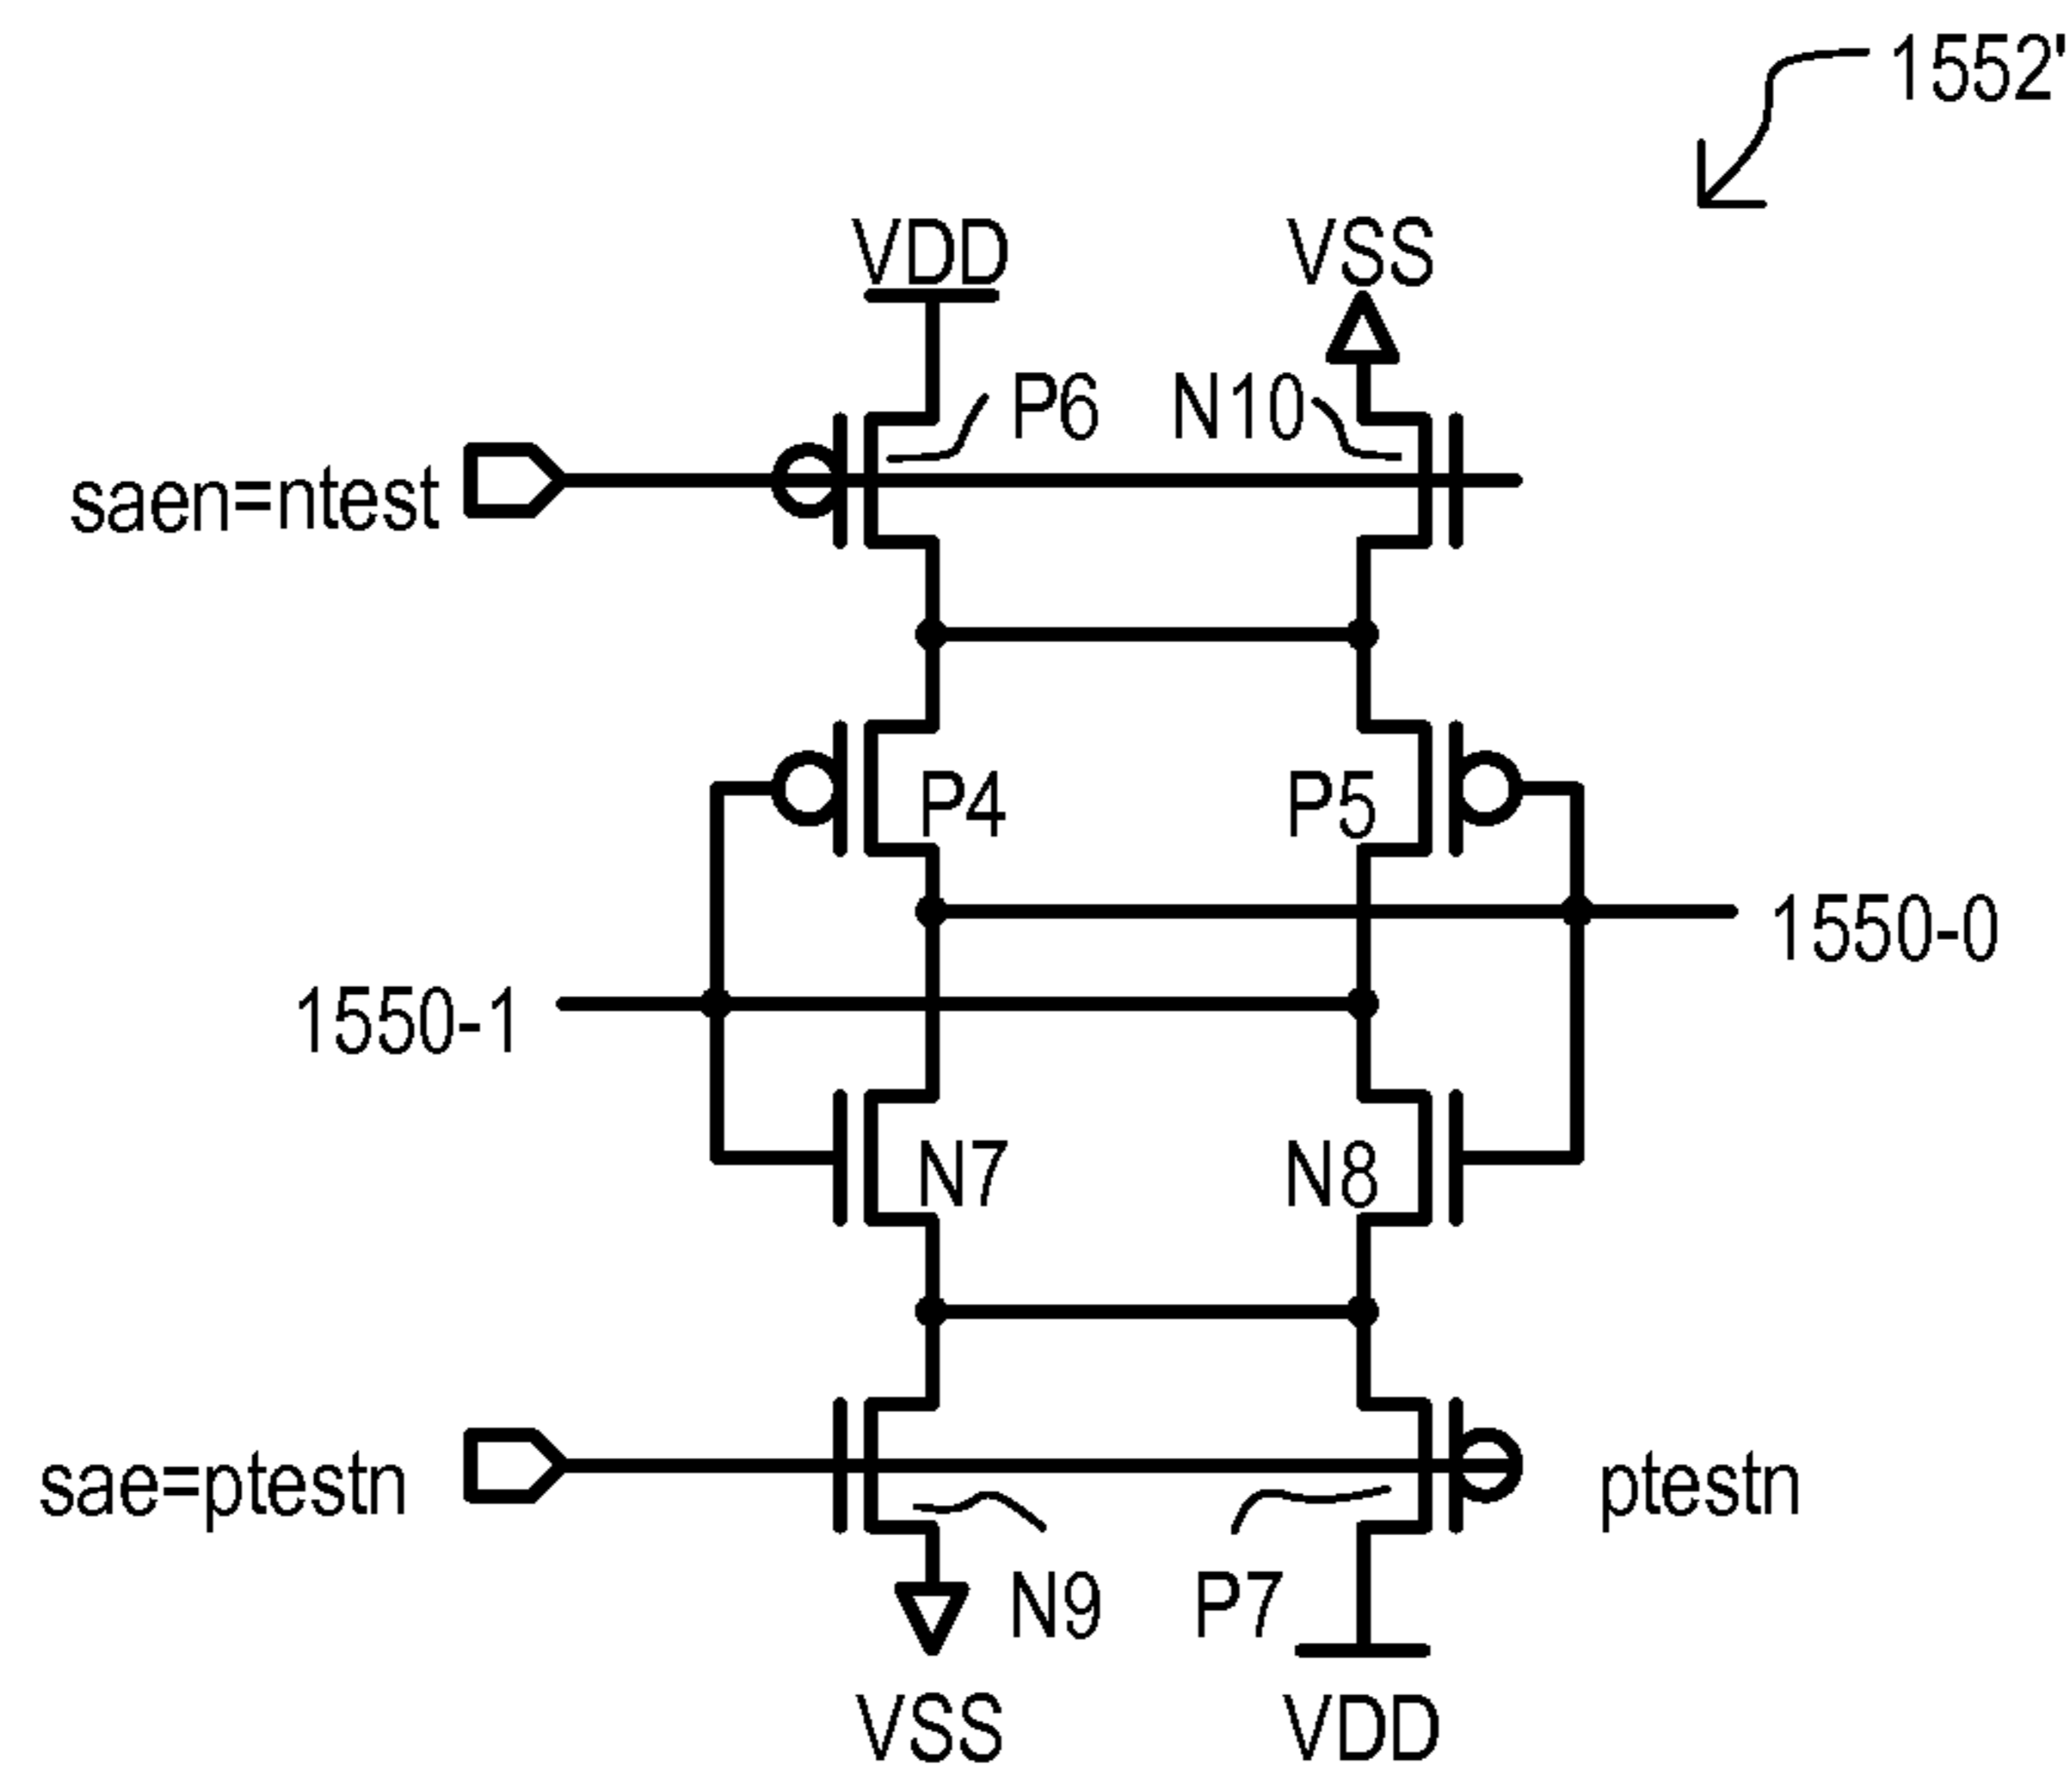 1552'
VDD VSS
P6 N10
saen=ntest
P4 P5
1550-0
1550-1
N7 N8
sae=ptestn ptestn
N9 P7
VSS VDD